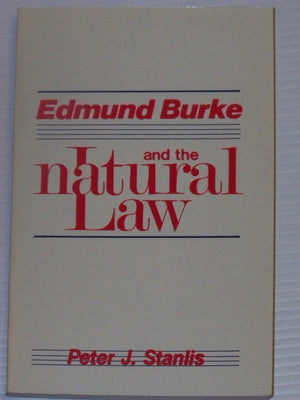 Edmund Burke
and the
natural
Law
Peter J. Stanlis